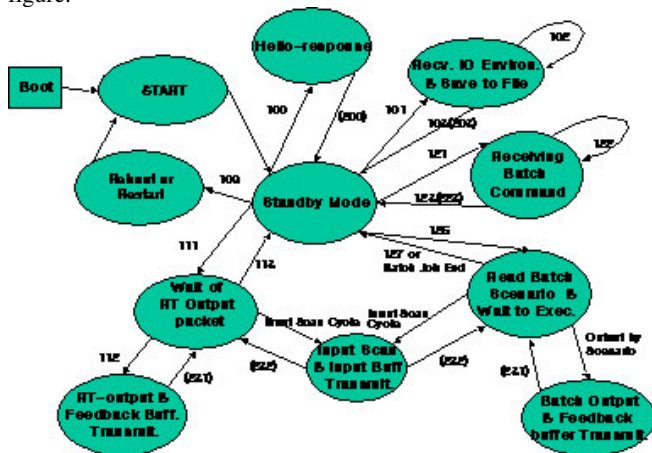 figure.
Hello-response
Recv. IO Environ.
& Save to File
102
Boot
START
100
(200)
101
102(202)
121
122
Receiving
Batch
Command
Reboot or
Restart
109
Standby Mode
122(222)
126
127 or
Batch Job End
111
Wait of
RT Output
packet
Read Batch
Scenario &
Wait to Exec.
Input Scan Cycle
Input Scan
Cycle
Output by
Scenario
112
(221)
(222)
Input Scan
& Input Buff
Transmit.
(222)
(221)
RT-output &
Feedback Buff.
Transmit.
Batch Output
& Feedback
buffer Transmit.